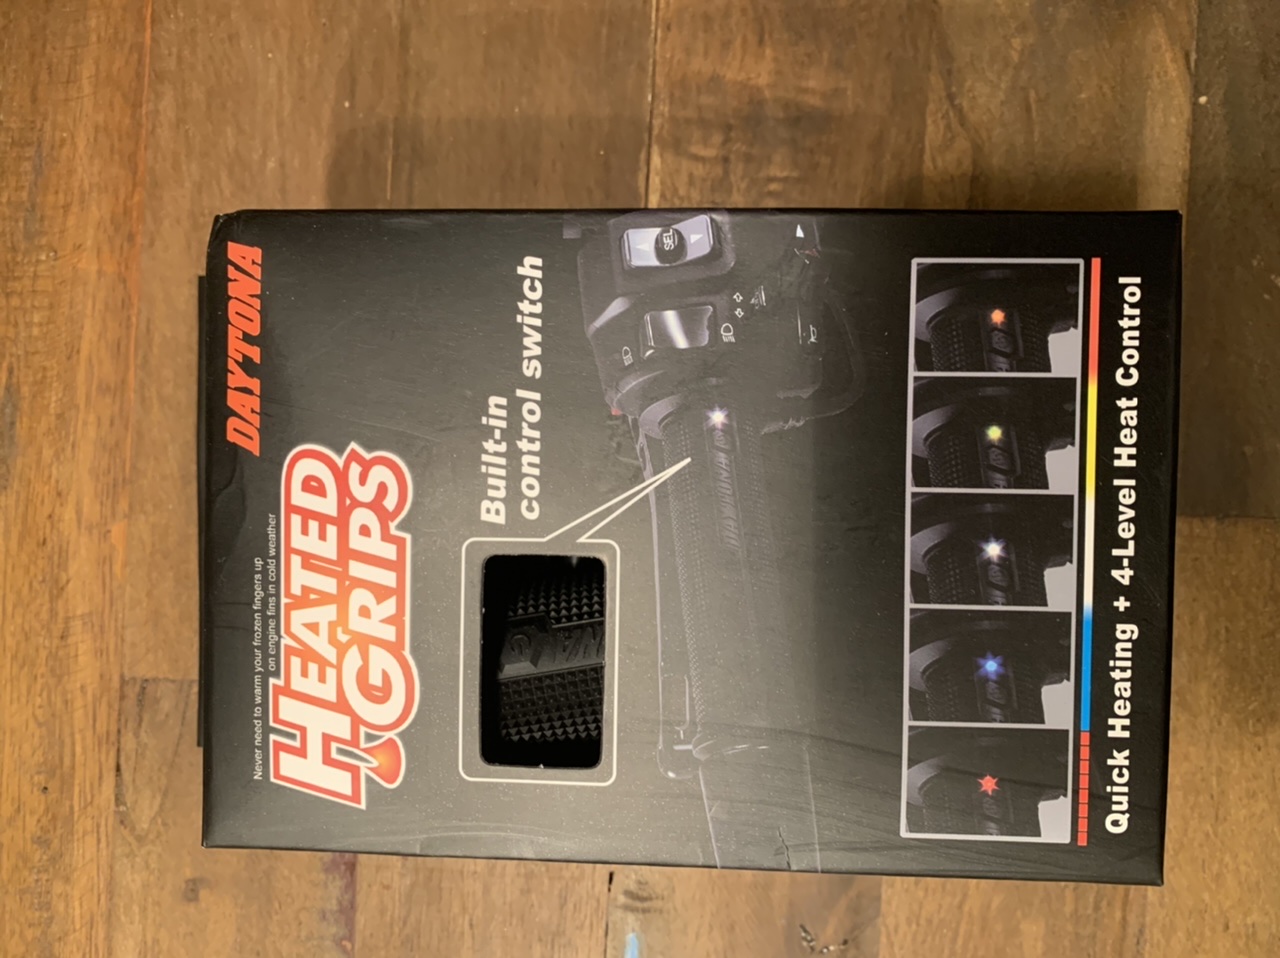 DAYTONA
Never need to warm your frozen fingers up
on engine fins in cold weather
HEATED
GRIPS
Built-in
control switch
SEL
DAYTONA
Quick Heating + 4-Level Heat Control